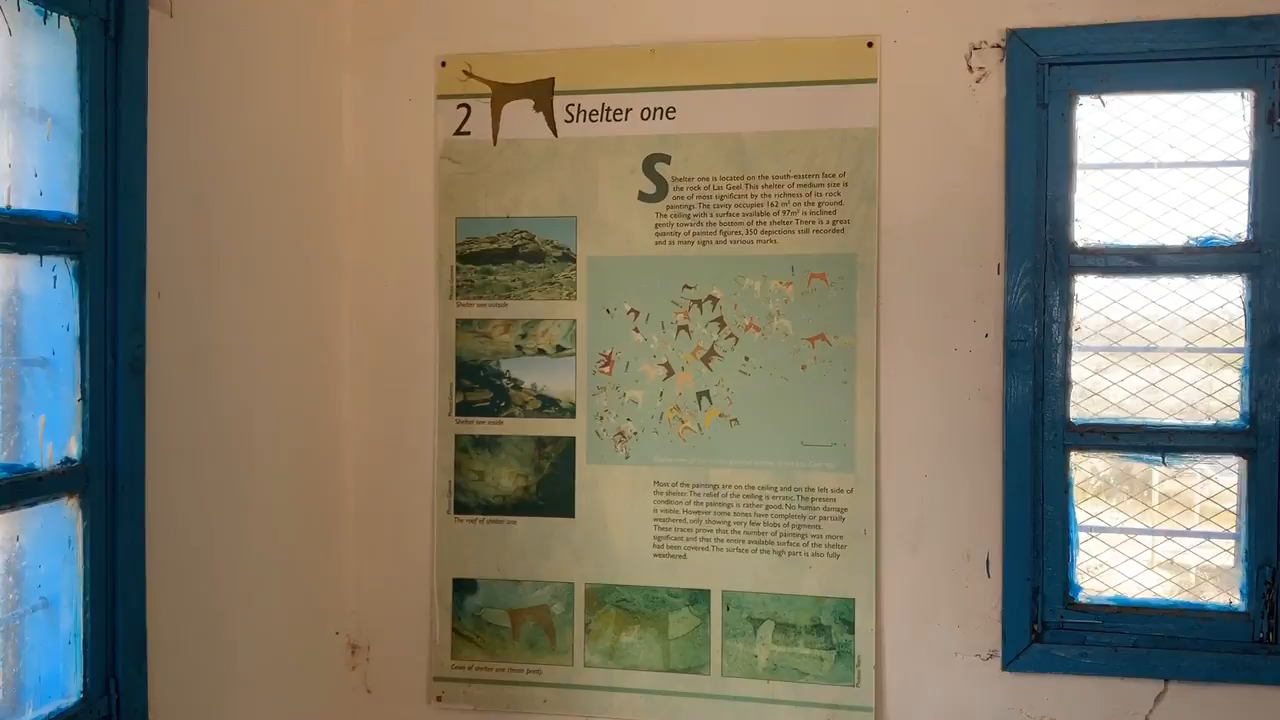 2
Shelter one
Shelter one is located on the south-eastern face of
the rock of Las Geel. This shelter of medium size is
one of most significant by the richness of its rock
paintings. The cavity occupies 162 m² on the ground.
The ceiling with a surface available of 97m² is inclined
gently towards the bottom of the shelter. There is a great
quantity of painted figures, 350 depictions still recorded
and as many signs and various marks.
Shelter one outside
Shelter one inside
The roof of shelter one
Most of the paintings are on the ceiling and on the left side of
the shelter. The relief of the ceiling is erratic. The present
condition of the paintings is rather good. No human damage
is visible. However some zones have completely or partially
weathered, only showing very few blobs of pigments.
These traces prove that the number of paintings was more
significant and that the entire available surface of the shelter
had been covered. The surface of the high part is also fully
weathered.
Cows of shelter one